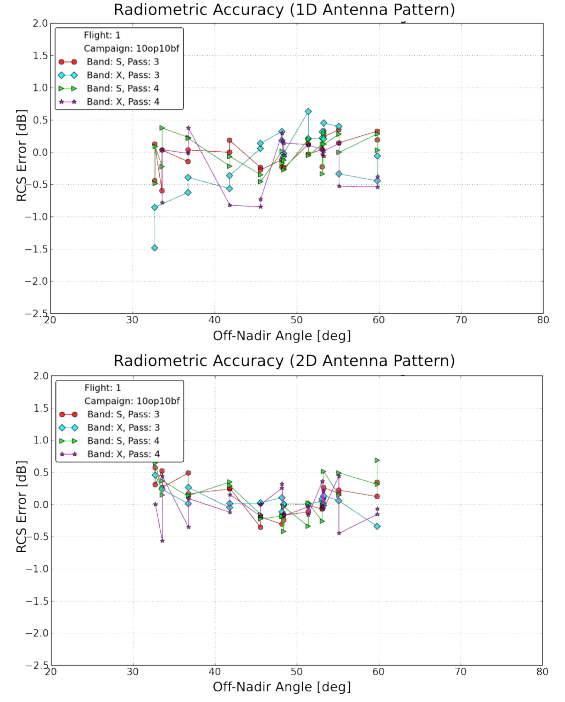 Radiometric Accuracy (1D Antenna Pattern)
2.0
1.5
1.0
0.5
0.0
−0.5
−1.0
−1.5
−2.0
−2.5
RCS Error [dB]
Flight: 1
Campaign: 10op10bf
Band: S, Pass: 3
Band: X, Pass: 3
Band: S, Pass: 4
Band: X, Pass: 4
20 30 40 50 60 70 80
Off-Nadir Angle [deg]
Radiometric Accuracy (2D Antenna Pattern)
2.0
1.5
1.0
0.5
0.0
−0.5
−1.0
−1.5
−2.0
−2.5
RCS Error [dB]
Flight: 1
Campaign: 10op10bf
Band: S, Pass: 3
Band: X, Pass: 3
Band: S, Pass: 4
Band: X, Pass: 4
20 30 40 50 60 70 80
Off-Nadir Angle [deg]